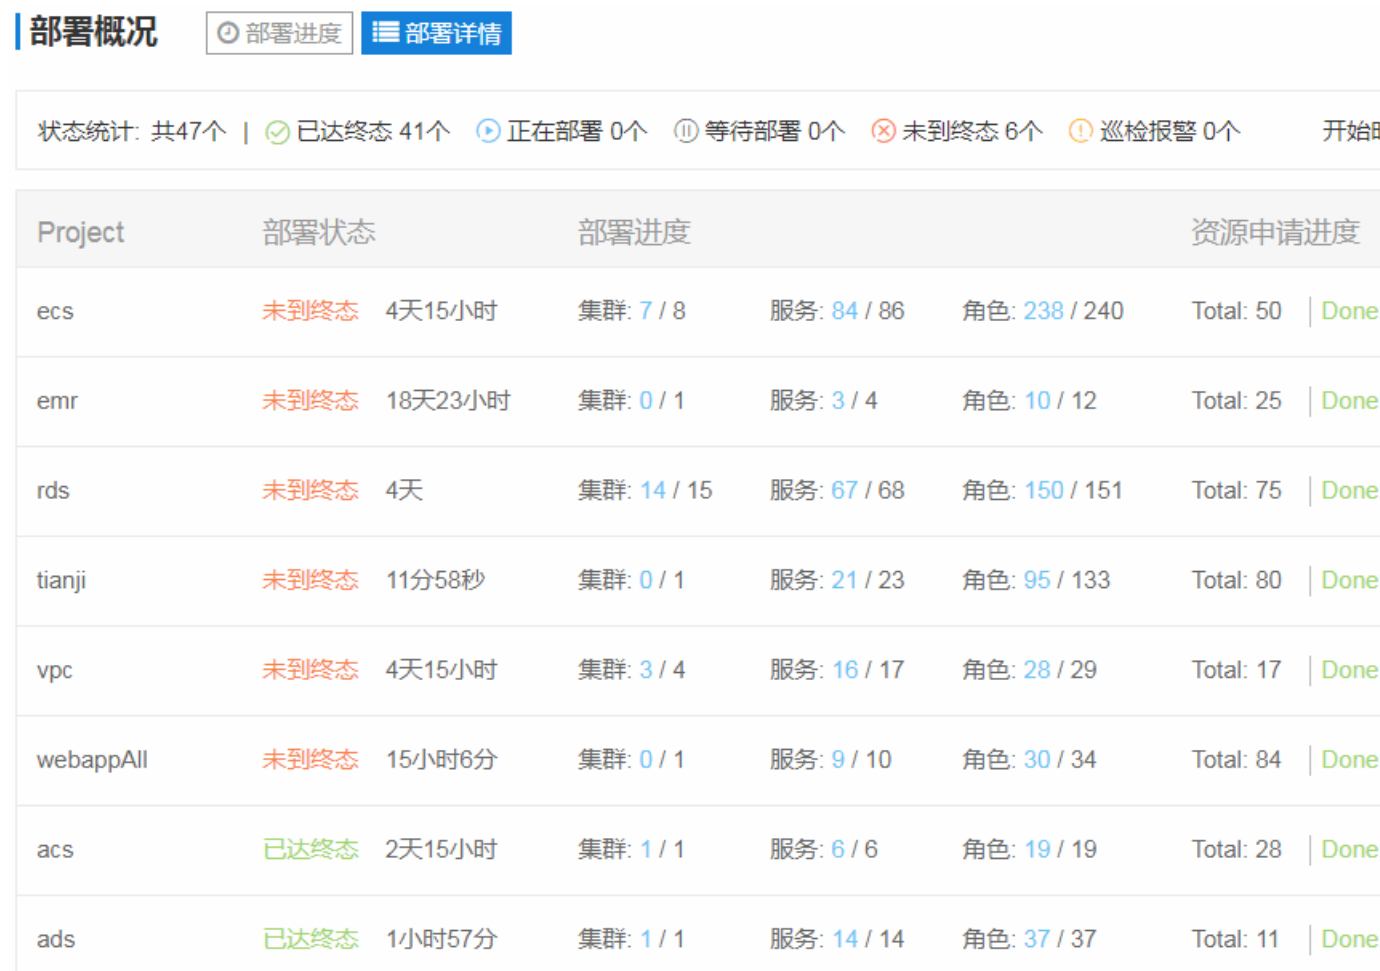 部署概况 部署进度 部署详情
状态统计: 共47个 | 已达终态 41个 正在部署 0个 等待部署 0个 未到终态 6个 巡检报警 0个 开始时
Project 部署状态 部署进度 资源申请进度
ecs 未到终态 4天15小时 集群: 7 / 8 服务: 84 / 86 角色: 238 / 240 Total: 50 Done
emr 未到终态 18天23小时 集群: 0 / 1 服务: 3 / 4 角色: 10 / 12 Total: 25 Done
rds 未到终态 4天 集群: 14 / 15 服务: 67 / 68 角色: 150 / 151 Total: 75 Done
tianji 未到终态 11分58秒 集群: 0 / 1 服务: 21 / 23 角色: 95 / 133 Total: 80 Done
vpc 未到终态 4天15小时 集群: 3 / 4 服务: 16 / 17 角色: 28 / 29 Total: 17 Done
webappAll 未到终态 15小时6分 集群: 0 / 1 服务: 9 / 10 角色: 30 / 34 Total: 84 Done
acs 已达终态 2天15小时 集群: 1 / 1 服务: 6 / 6 角色: 19 / 19 Total: 28 Done
ads 已达终态 1小时57分 集群: 1 / 1 服务: 14 / 14 角色: 37 / 37 Total: 11 Done